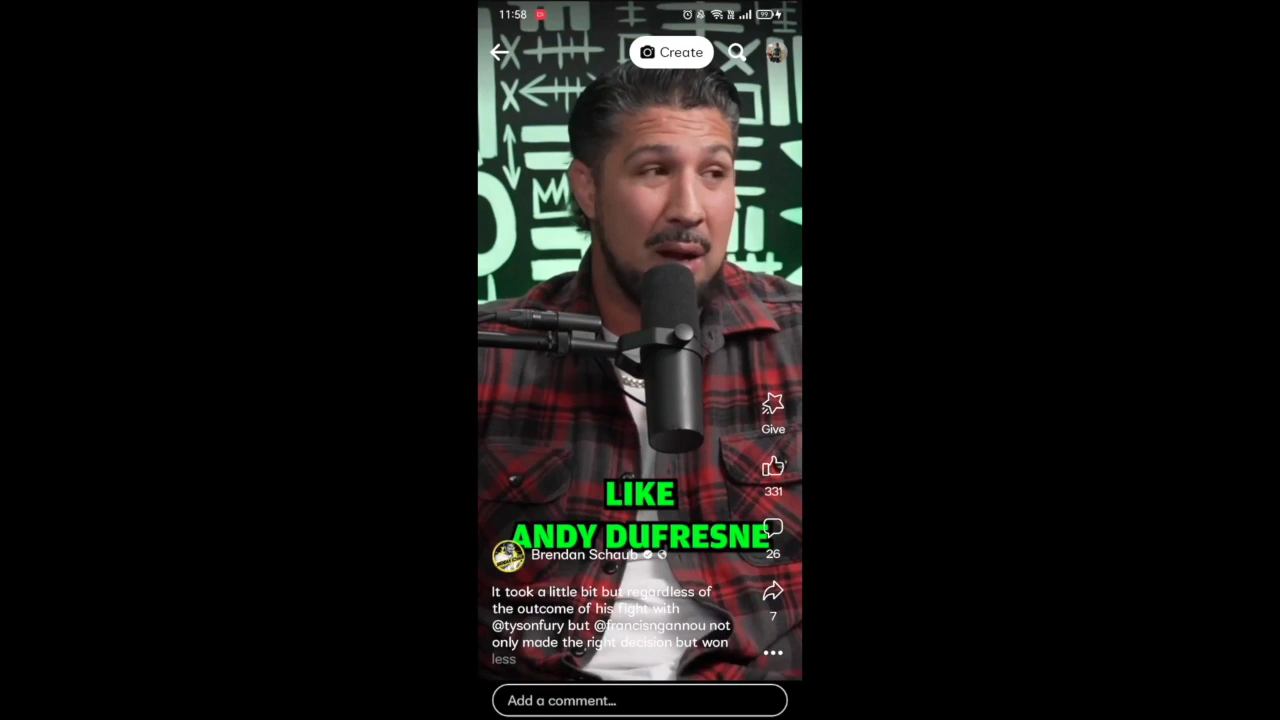 11:58
99
Create
LIKE
ANDY DUFRESNE
Brendan Schaub
It took a little bit but regardless of
the outcome of his fight with
@tysonfury but @francisngannou not
only made the right decision but won
less
Give
331
26
7
Add a comment...